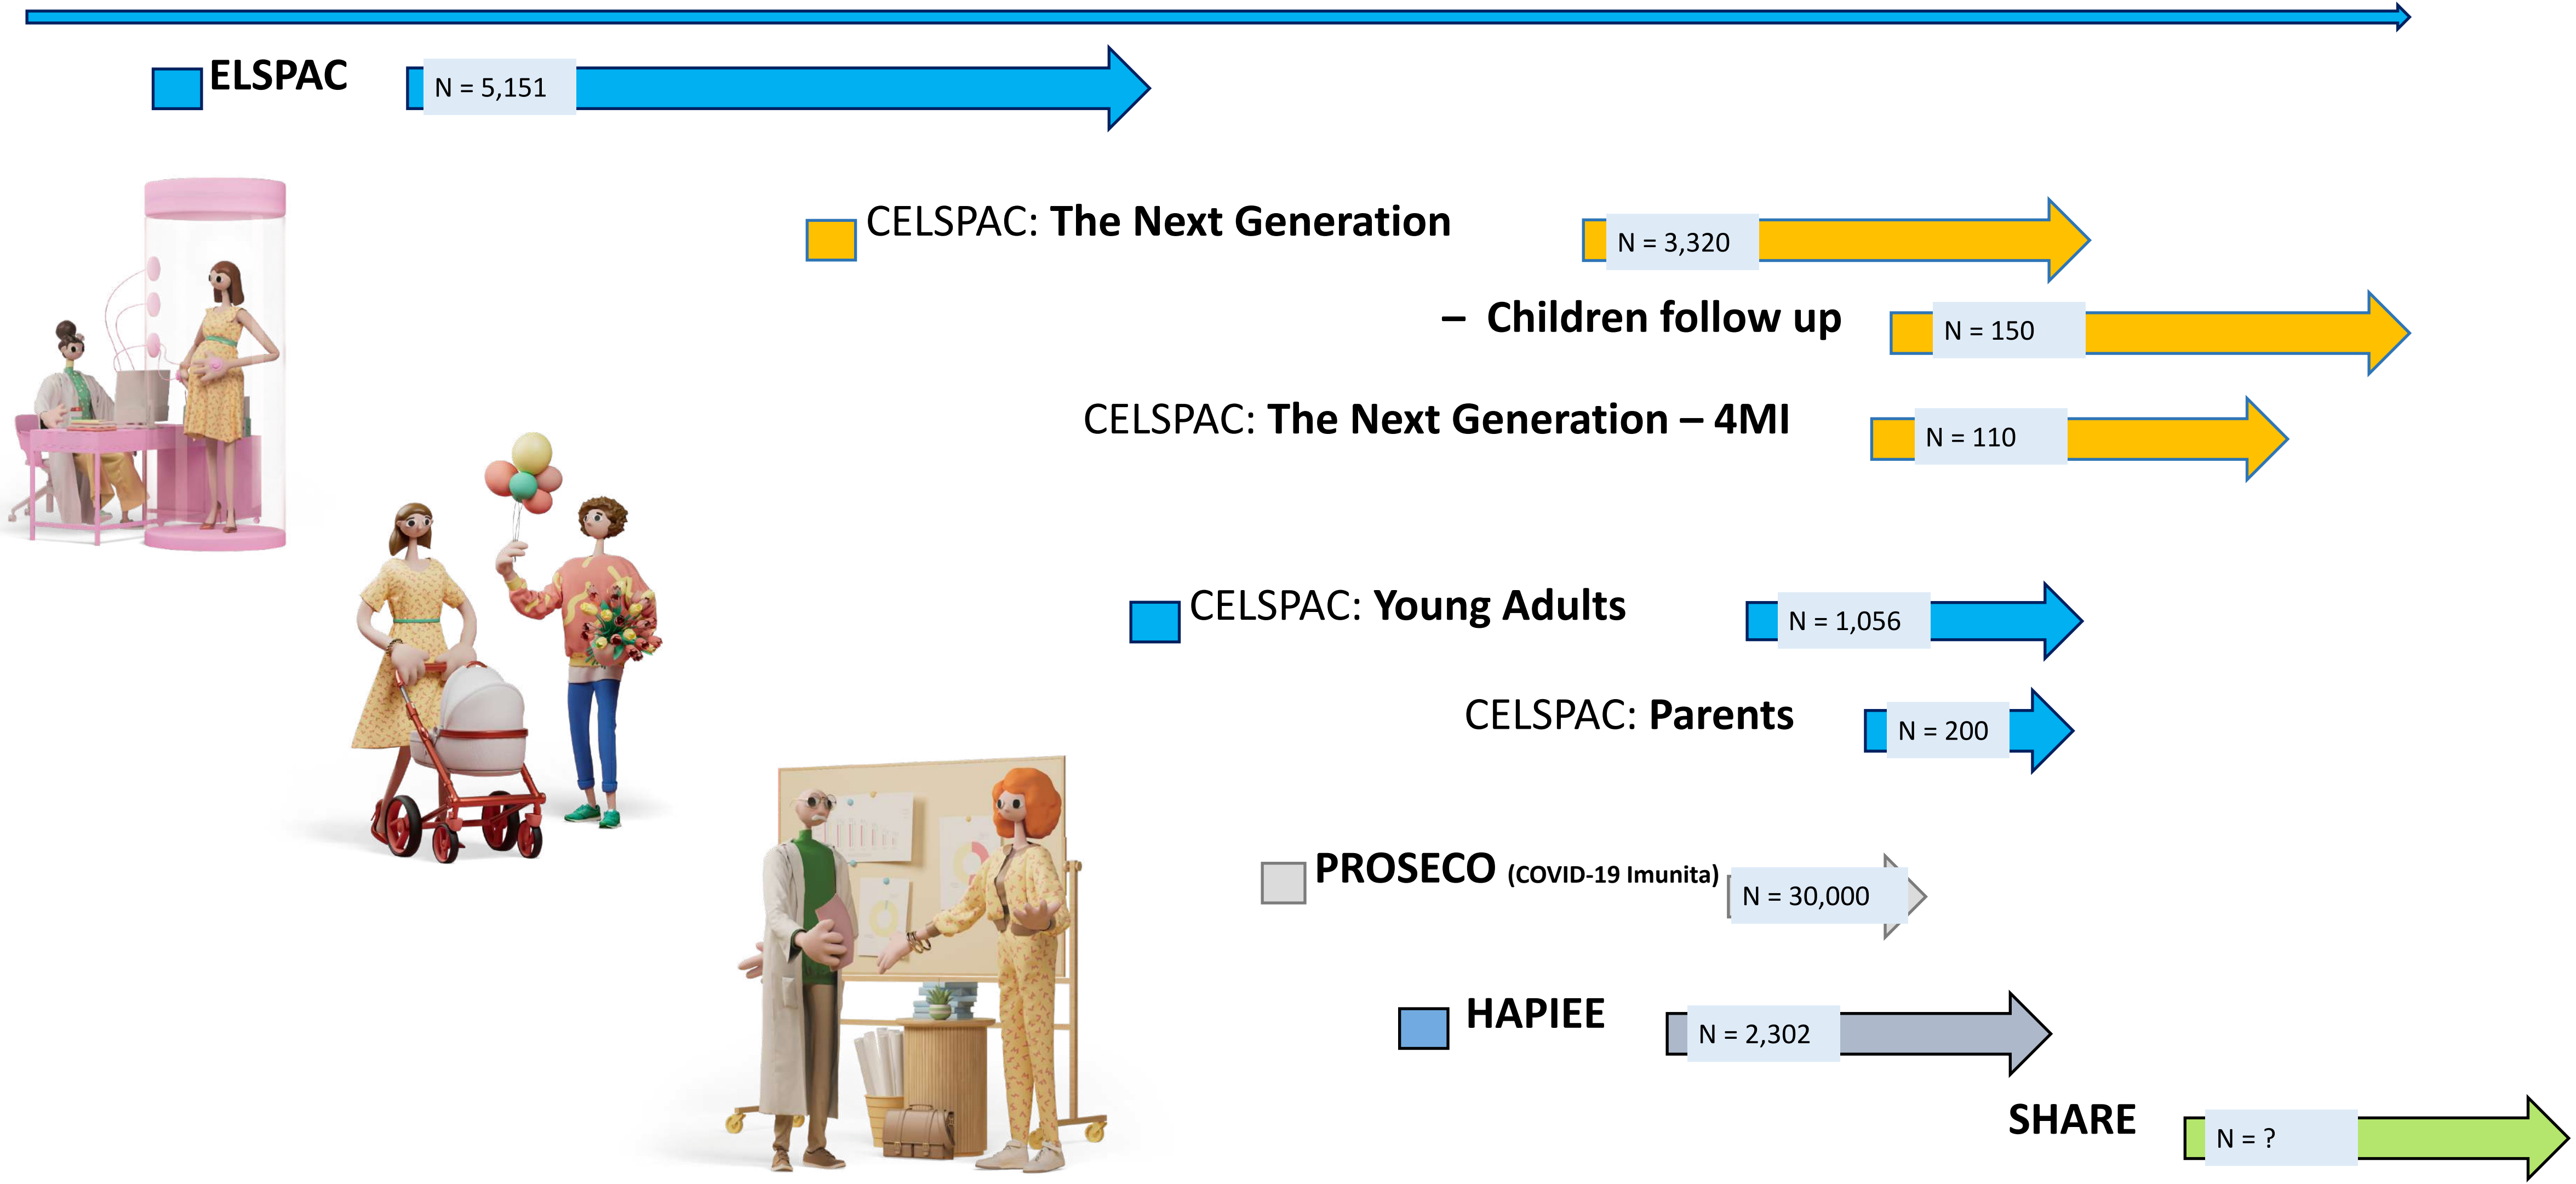 ELSPAC N = 5,151
CELSPAC: The Next Generation N = 3,320
– Children follow up N = 150
CELSPAC: The Next Generation – 4MI N = 110
CELSPAC: Young Adults N = 1,056
CELSPAC: Parents N = 200
PROSECO (COVID-19 Imunita) N = 30,000
HAPIEE N = 2,302
SHARE N = ?